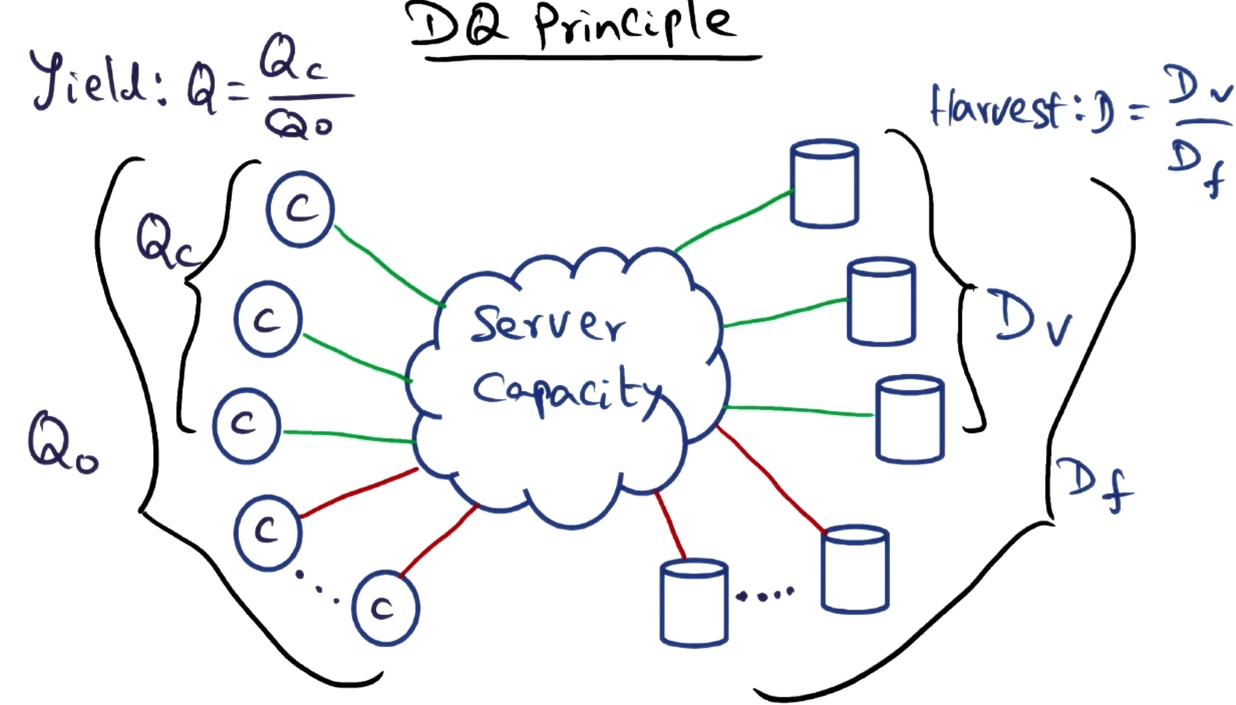 DQ Principle
Yield: Q = Qc / Qo
Harvest: D = Dv / Df
C
Qc
C
Server
Capacity
Dv
C
Qo
Df
C
C